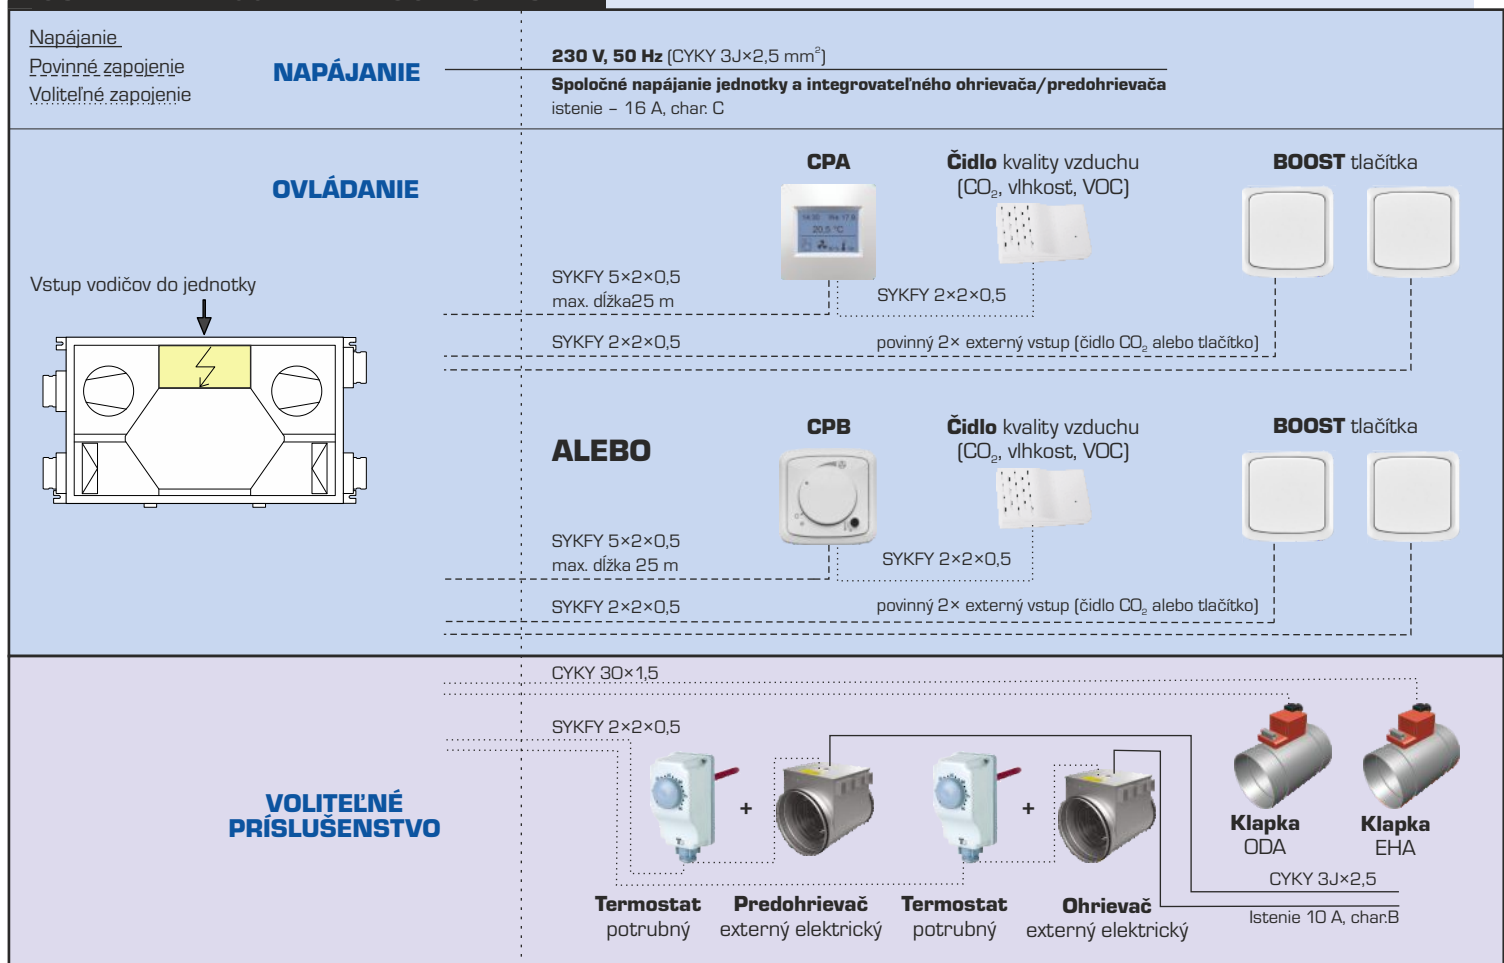 Napájanie
Povinné zapojenie
Voliteľné zapojenie
NAPÁJANIE
230 V, 50 Hz (CYKY 3J×2,5 mm²)
Spoločné napájanie jednotky a integrovateľného ohrievača/predohrievača
istenie – 16 A, char. C
OVLÁDANIE
CPA
Čidlo kvality vzduchu
(CO₂, vlhkosť, VOC)
BOOST tlačítka
20,5 °C
Vstup vodičov do jednotky
SYKFY 5×2×0,5
max. dĺžka25 m
SYKFY 2×2×0,5
SYKFY 2×2×0,5
povinný 2× externý vstup (čidlo CO₂ alebo tlačítko)
ALEBO
CPB
Čidlo kvality vzduchu
(CO₂, vlhkost, VOC)
BOOST tlačítka
SYKFY 5×2×0,5
max. dĺžka 25 m
SYKFY 2×2×0,5
SYKFY 2×2×0,5
povinný 2× externý vstup (čidlo CO₂ alebo tlačítko)
VOLITEĽNÉ
PRÍSLUŠENSTVO
CYKY 3O×1,5
SYKFY 2×2×0,5
+
+
Termostat
potrubný
Predohrievač
externý elektrický
Termostat
potrubný
Ohrievač
externý elektrický
Klapka
ODA
Klapka
EHA
CYKY 3J×2,5
Istenie 10 A, char.B